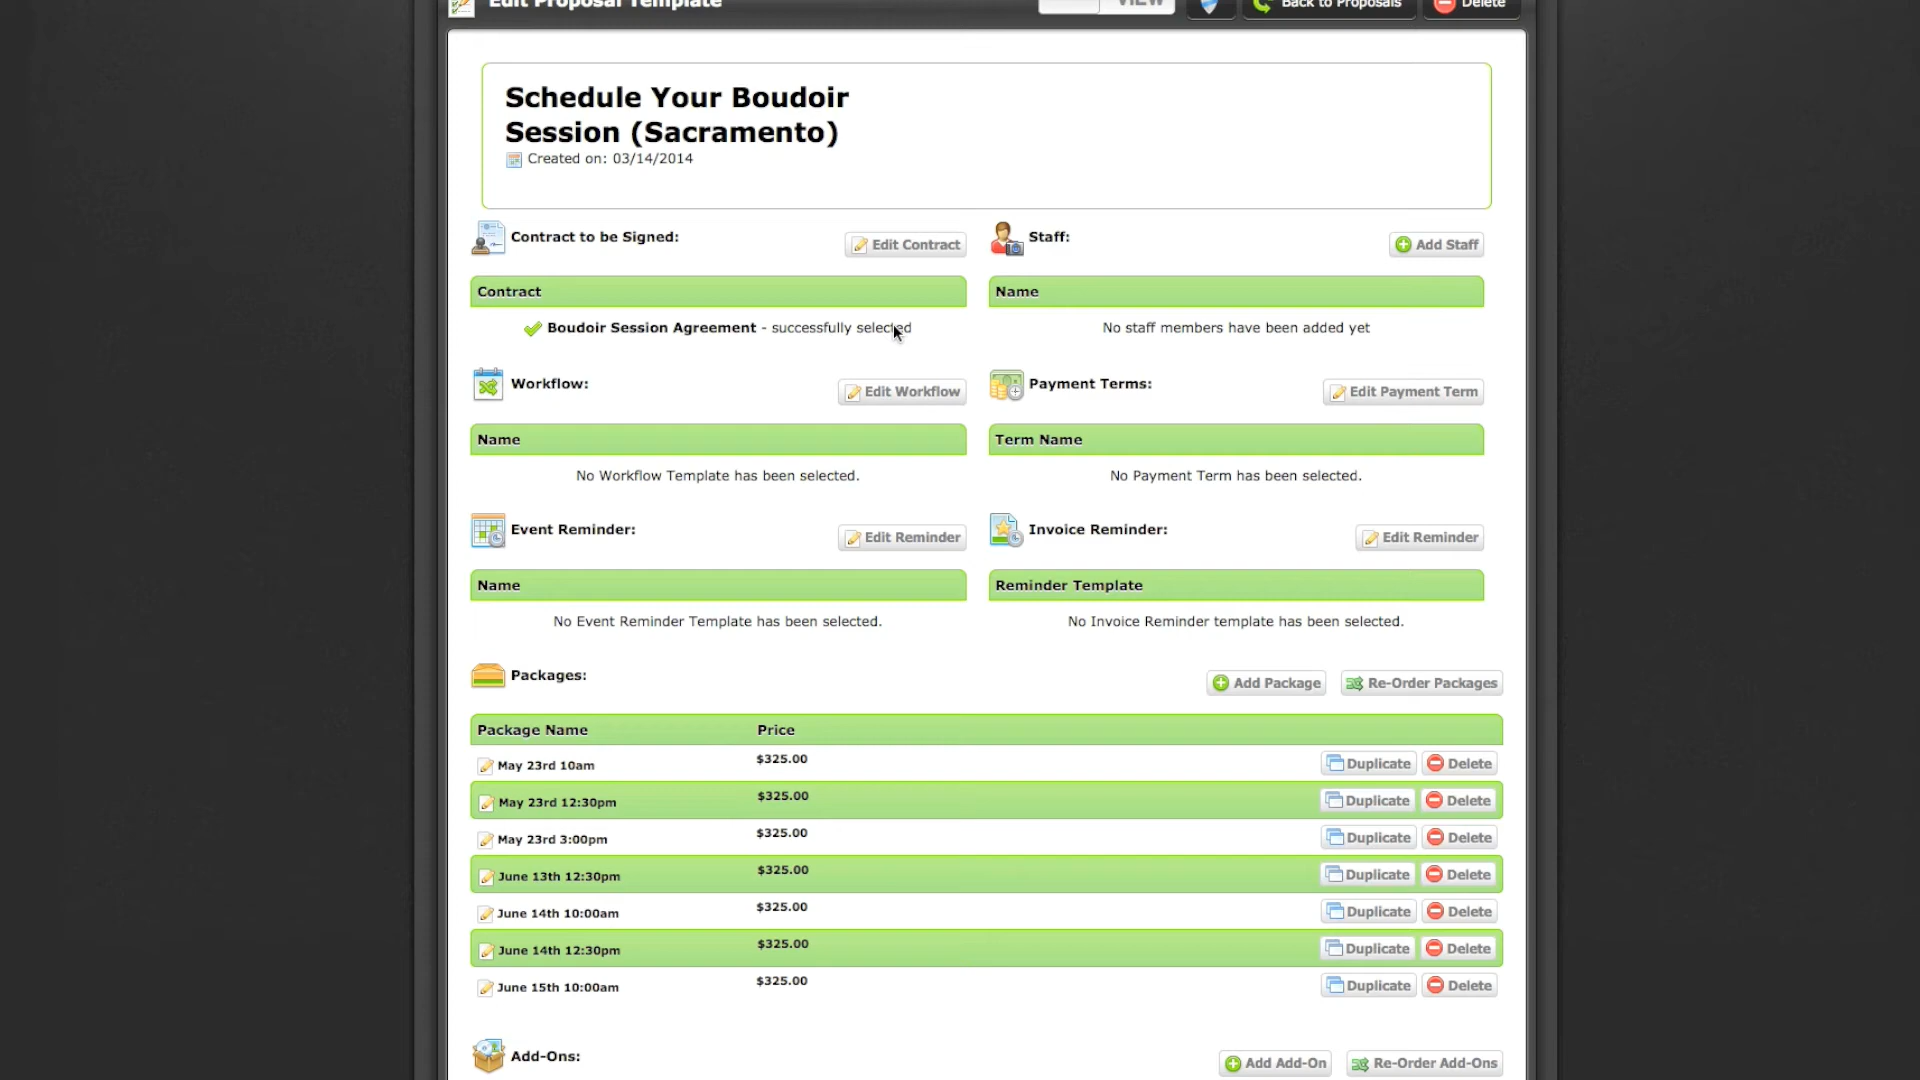 Edit Proposal Template
VIEW
Back to Proposals
Delete
Schedule Your Boudoir
Session (Sacramento)
Created on: 03/14/2014
Contract to be Signed:
Edit Contract
Staff:
Add Staff
Contract
Name
Boudoir Session Agreement - successfully selected
No staff members have been added yet
Workflow:
Edit Workflow
Payment Terms:
Edit Payment Term
Name
Term Name
No Workflow Template has been selected.
No Payment Term has been selected.
Event Reminder:
Edit Reminder
Invoice Reminder:
Edit Reminder
Name
Reminder Template
No Event Reminder Template has been selected.
No Invoice Reminder template has been selected.
Packages:
Add Package
Re-Order Packages
Package Name Price
May 23rd 10am $325.00 Duplicate Delete
May 23rd 12:30pm $325.00 Duplicate Delete
May 23rd 3:00pm $325.00 Duplicate Delete
June 13th 12:30pm $325.00 Duplicate Delete
June 14th 10:00am $325.00 Duplicate Delete
June 14th 12:30pm $325.00 Duplicate Delete
June 15th 10:00am $325.00 Duplicate Delete
Add-Ons:
Add Add-On
Re-Order Add-Ons